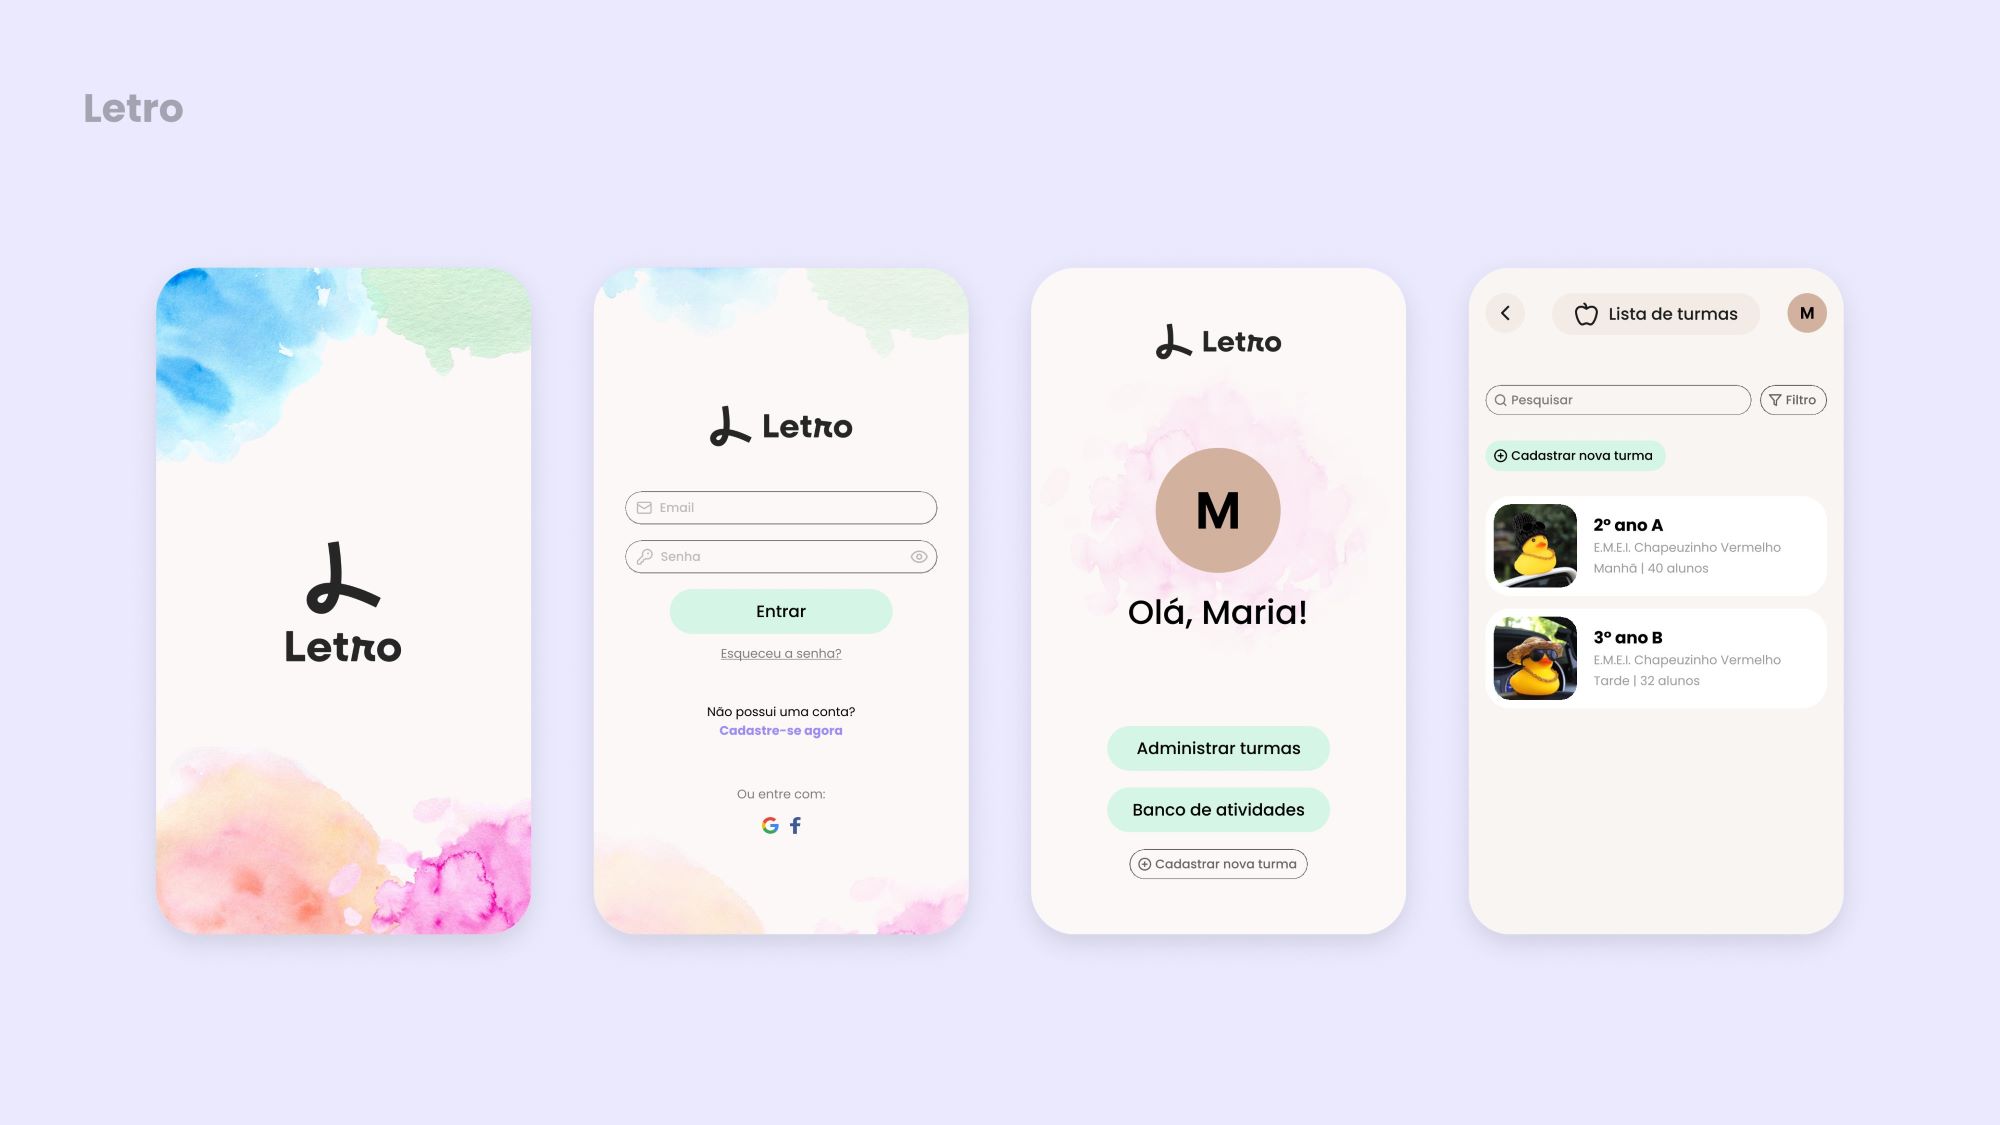 Letro
Letro
Letro
Email
Senha
Entrar
Esqueceu a senha?
Não possui uma conta?
Cadastre-se agora
Ou entre com:
Letro
M
Olá, Maria!
Administrar turmas
Banco de atividades
Cadastrar nova turma
Lista de turmas
M
Pesquisar
Filtro
Cadastrar nova turma
2º ano A
E.M.E.I. Chapeuzinho Vermelho
Manhã | 40 alunos
3º ano B
E.M.E.I. Chapeuzinho Vermelho
Tarde | 32 alunos